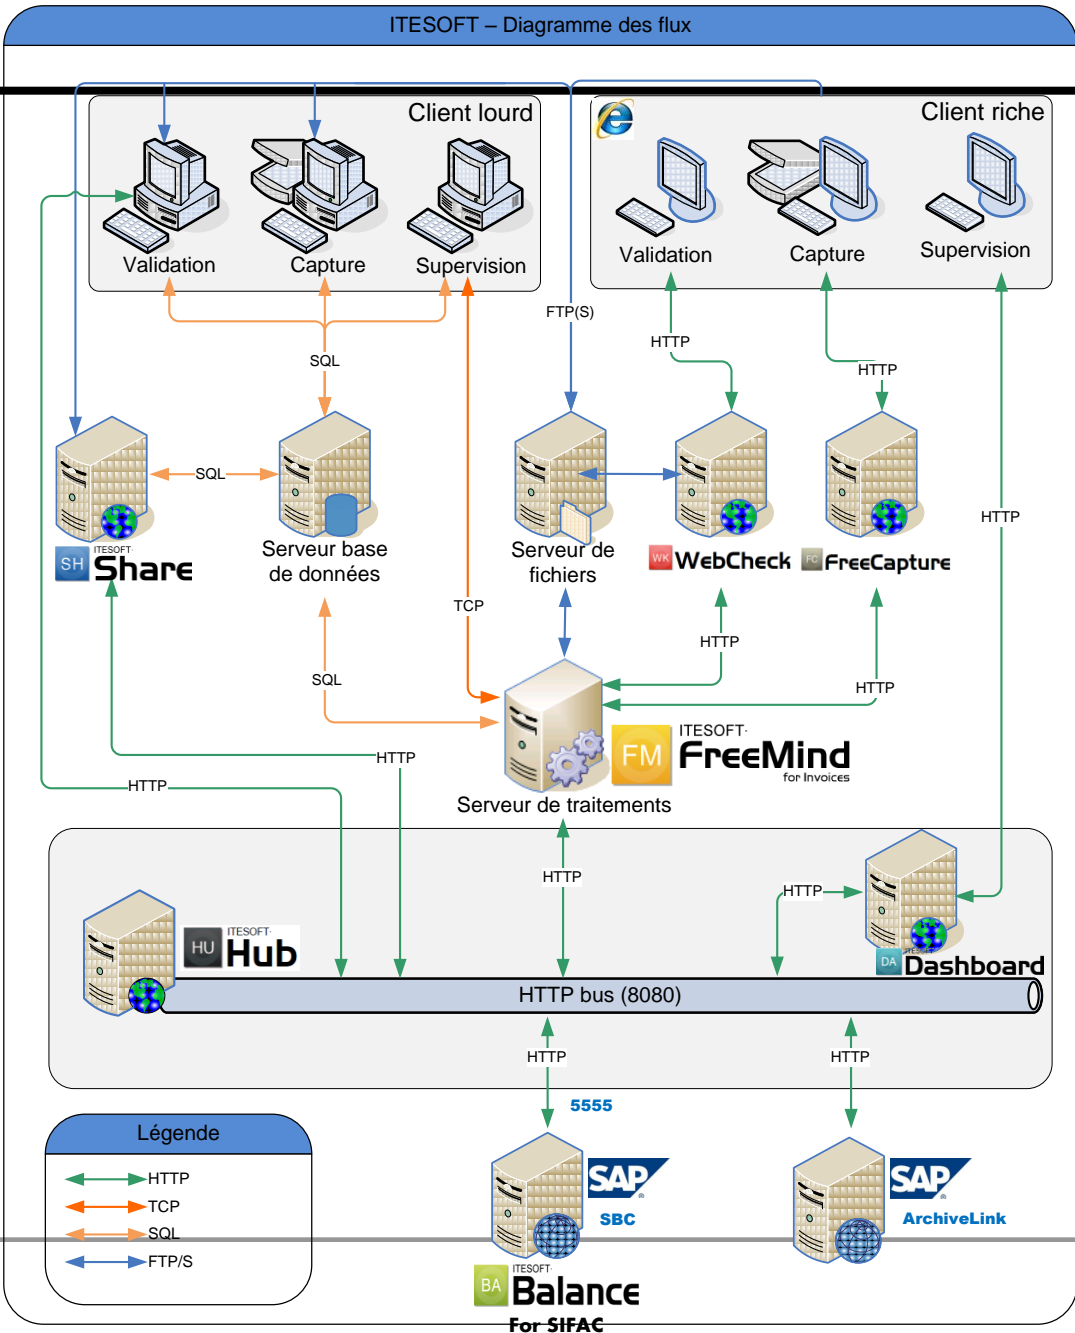 ITESOFT – Diagramme des flux
Client lourd
Client riche
Validation
Capture
Supervision
Validation
Capture
Supervision
FTP(S)
HTTP
HTTP
SQL
SQL
HTTP
SH
ITESOFT
Share
Serveur base
de données
Serveur de
fichiers
WK WebCheck
FC FreeCapture
TCP
HTTP
SQL
HTTP
FM
ITESOFT
FreeMind
for Invoices
HTTP
HTTP
Serveur de traitements
HTTP
HTTP
HU
ITESOFT
Hub
DA
ITESOFT
Dashboard
HTTP bus (8080)
HTTP
HTTP
5555
Légende
HTTP
TCP
SQL
FTP/S
SAP
SBC
SAP
ArchiveLink
BA
ITESOFT
Balance
For SIFAC